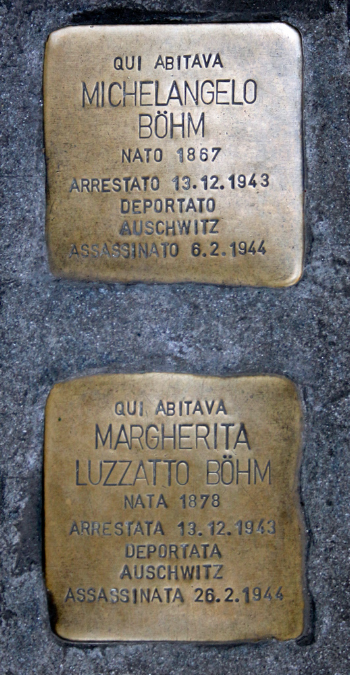 QUI ABITAVA
MICHELANGELO
BÖHM
NATO 1867
ARRESTATO 13.12.1943
DEPORTATO
AUSCHWITZ
ASSASSINATO 6.2.1944
QUI ABITAVA
MARGHERITA
LUZZATTO BÖHM
NATA 1878
ARRESTATA 13.12.1943
DEPORTATA
AUSCHWITZ
ASSASSINATA 26.2.1944